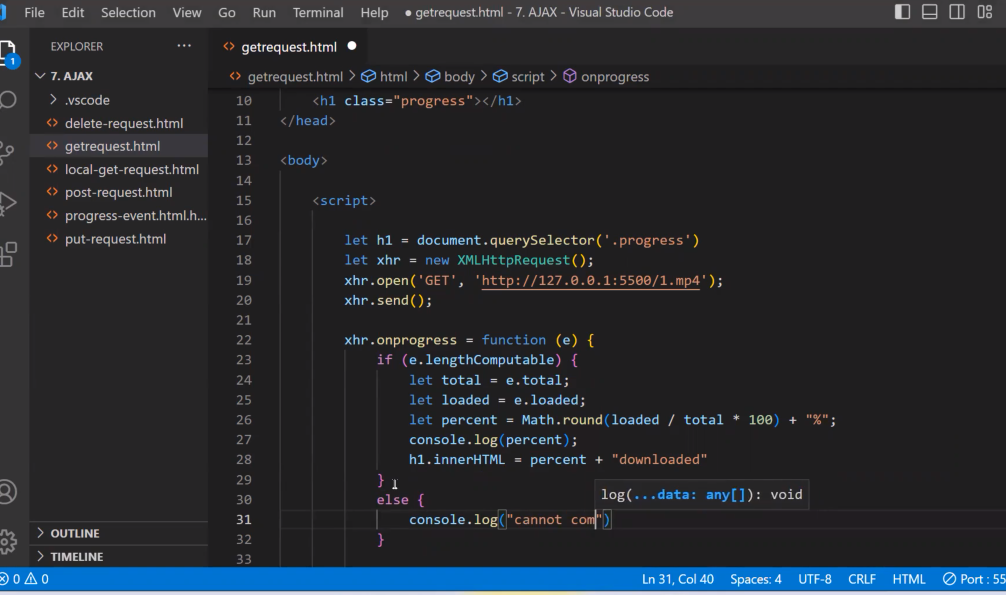 File Edit Selection View Go Run Terminal Help ● getrequest.html - 7. AJAX - Visual Studio Code
EXPLORER ···
1
7. AJAX
.vscode
delete-request.html
getrequest.html
local-get-request.html
post-request.html
progress-event.html.h...
put-request.html
OUTLINE
TIMELINE
getrequest.html
getrequest.html > html > body > script > onprogress
10 <h1 class="progress"></h1>
11 </head>
12
13 <body>
14
15 <script>
16
17 let h1 = document.querySelector('.progress')
18 let xhr = new XMLHttpRequest();
19 xhr.open('GET', 'http://127.0.0.1:5500/1.mp4');
20 xhr.send();
21
22 xhr.onprogress = function (e) {
23 if (e.lengthComputable) {
24 let total = e.total;
25 let loaded = e.loaded;
26 let percent = Math.round(loaded / total * 100) + "%";
27 console.log(percent);
28 h1.innerHTML = percent + "downloaded"
29 }
30 else {
log(...data: any[]): void
31 console.log("cannot com")
32 }
33
0 0 Ln 31, Col 40 Spaces: 4 UTF-8 CRLF HTML Port : 55